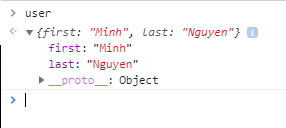 > user
< ▼ {first: "Minh", last: "Nguyen"} i
first: "Minh"
last: "Nguyen"
▶ __proto__: Object
>